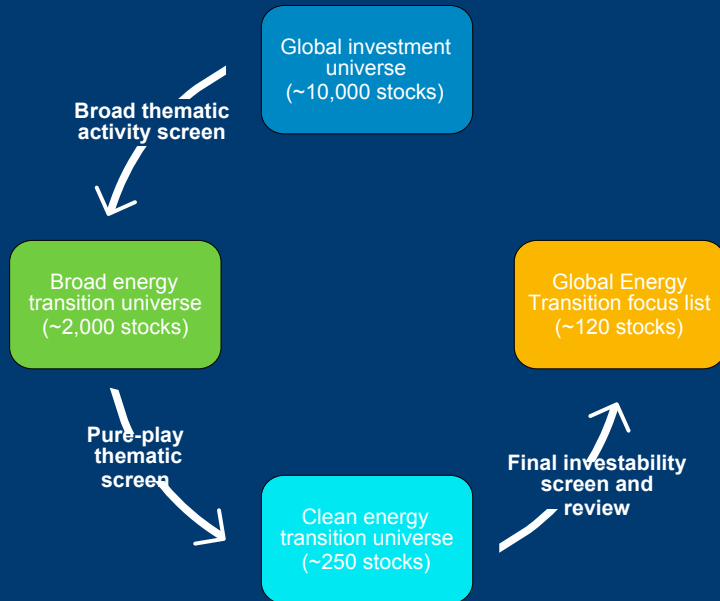 Global investment
universe
(~10,000 stocks)
Broad thematic
activity screen
Broad energy
transition universe
(~2,000 stocks)
Pure-play
thematic
screen
Clean energy
transition universe
(~250 stocks)
Final investability
screen and
review
Global Energy
Transition focus list
(~120 stocks)